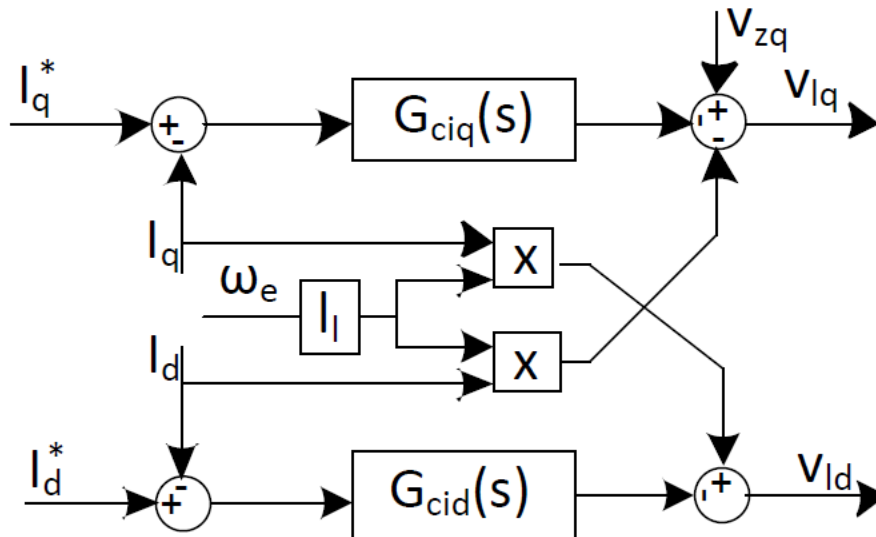 v_zq
I_q^*
+
-
G_ciq(s)
'
+
-
v_lq
I_q
x
ω_e
l_l
I_d
x
I_d^*
-
+
G_cid(s)
'
+
v_ld